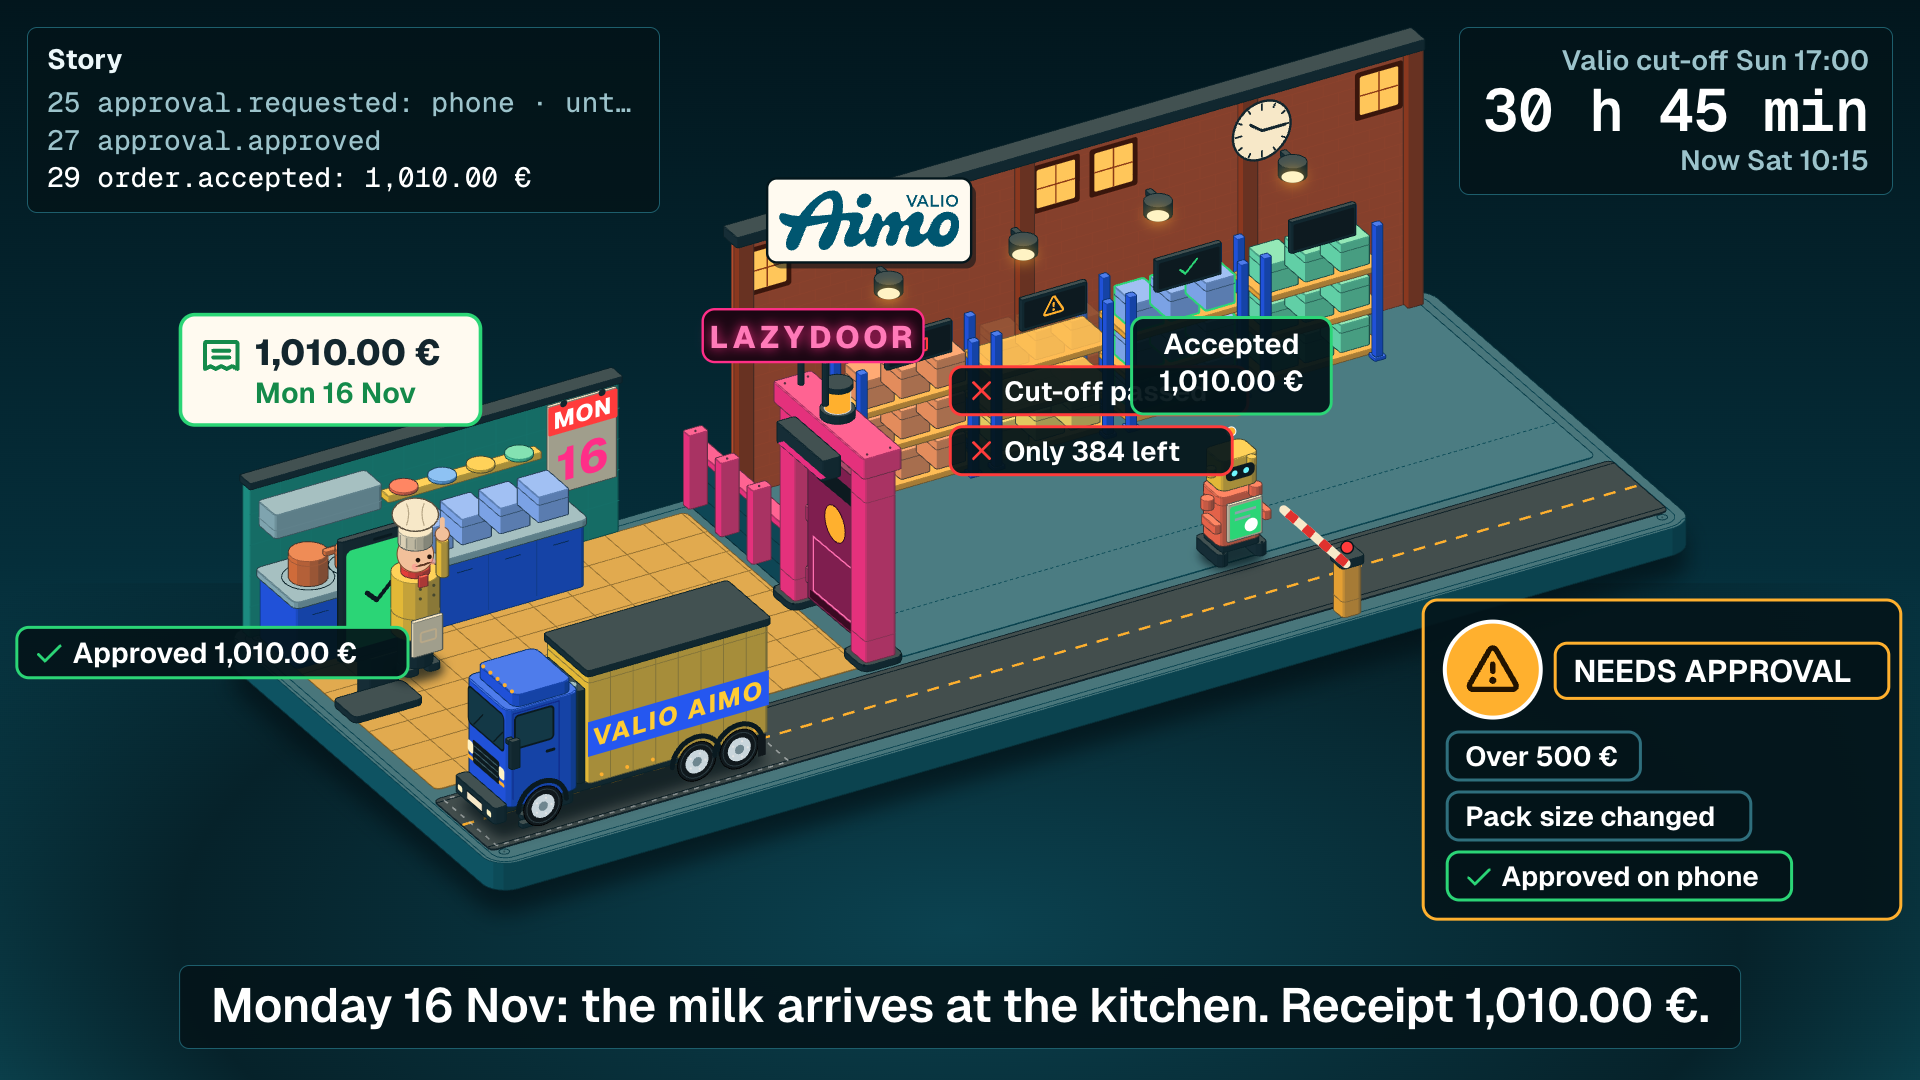 Story
25 approval.requested: phone · unt…
27 approval.approved
29 order.accepted: 1,010.00 €
Valio cut-off Sun 17:00
30 h 45 min
Now Sat 10:15
VALIO
Aimo
LAZYDOOR
1,010.00 €
Mon 16 Nov
MON
16
Accepted
1,010.00 €
Cut-off passed
Only 384 left
Approved 1,010.00 €
VALIO AIMO
NEEDS APPROVAL
Over 500 €
Pack size changed
Approved on phone
Monday 16 Nov: the milk arrives at the kitchen. Receipt 1,010.00 €.